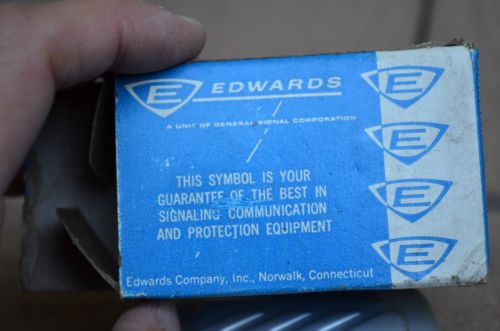 E EDWARDS
A UNIT OF GENERAL SIGNAL CORPORATION
THIS SYMBOL IS YOUR
GUARANTEE OF THE BEST IN
SIGNALING COMMUNICATION
AND PROTECTION EQUIPMENT
Edwards Company, Inc., Norwalk, Connecticut
E
E
E
E